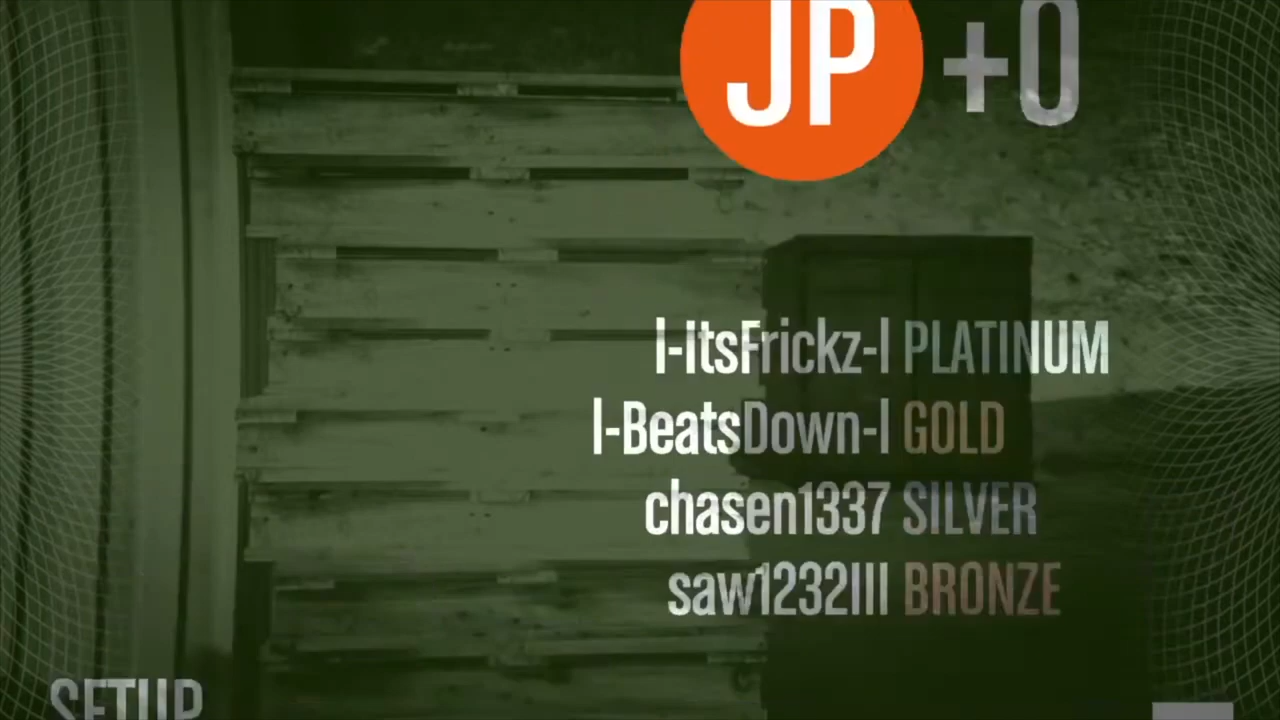 JP +0
l-ItsFrickz-l PLATINUM
l-BeatsDown-l GOLD
chasen1337 SILVER
saw1232lll BRONZE
SETUP